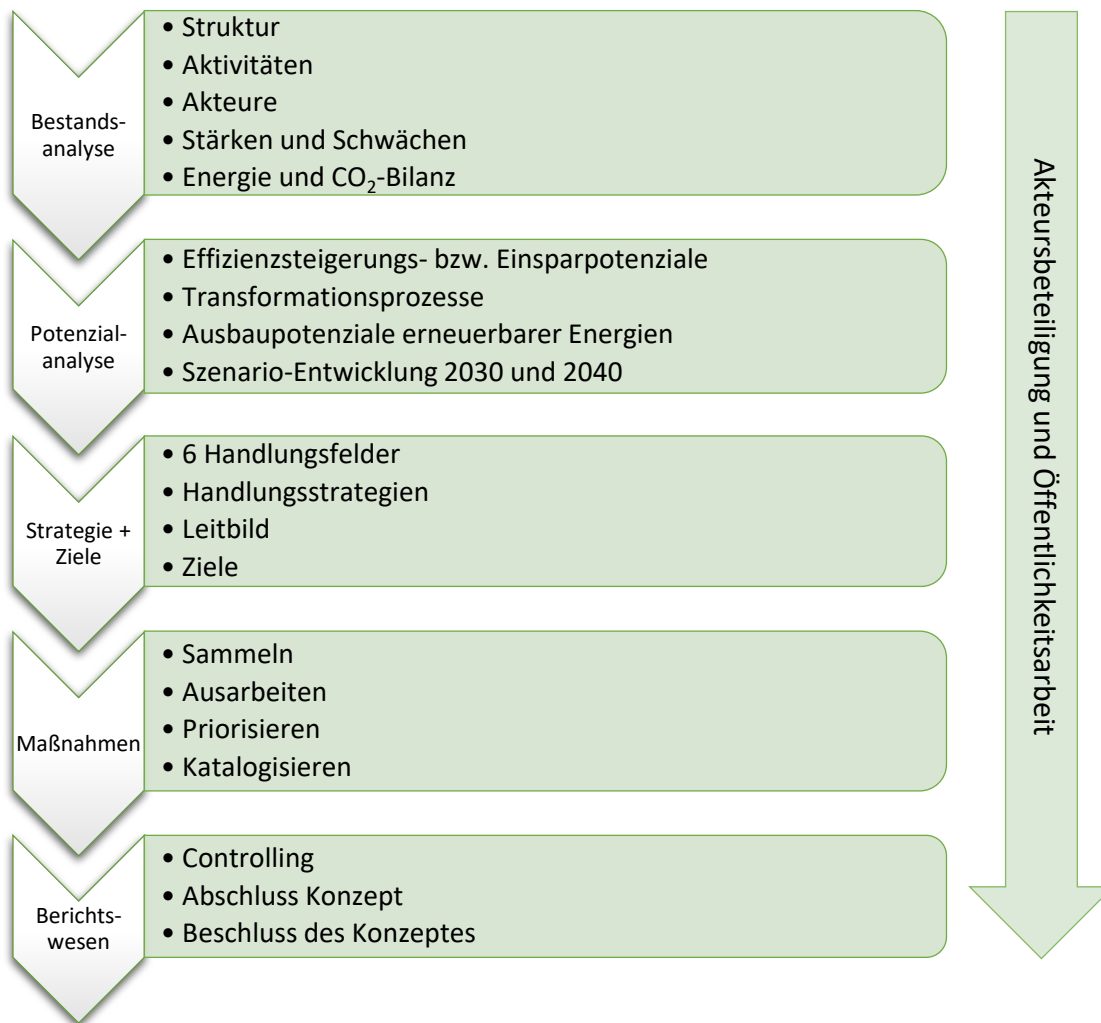 Bestands-
analyse
• Struktur
• Aktivitäten
• Akteure
• Stärken und Schwächen
• Energie und CO₂-Bilanz
Potenzial-
analyse
• Effizienzsteigerungs- bzw. Einsparpotenziale
• Transformationsprozesse
• Ausbaupotenziale erneuerbarer Energien
• Szenario-Entwicklung 2030 und 2040
Strategie +
Ziele
• 6 Handlungsfelder
• Handlungsstrategien
• Leitbild
• Ziele
Maßnahmen
• Sammeln
• Ausarbeiten
• Priorisieren
• Katalogisieren
Berichts-
wesen
• Controlling
• Abschluss Konzept
• Beschluss des Konzeptes
Akteursbeteiligung und Öffentlichkeitsarbeit